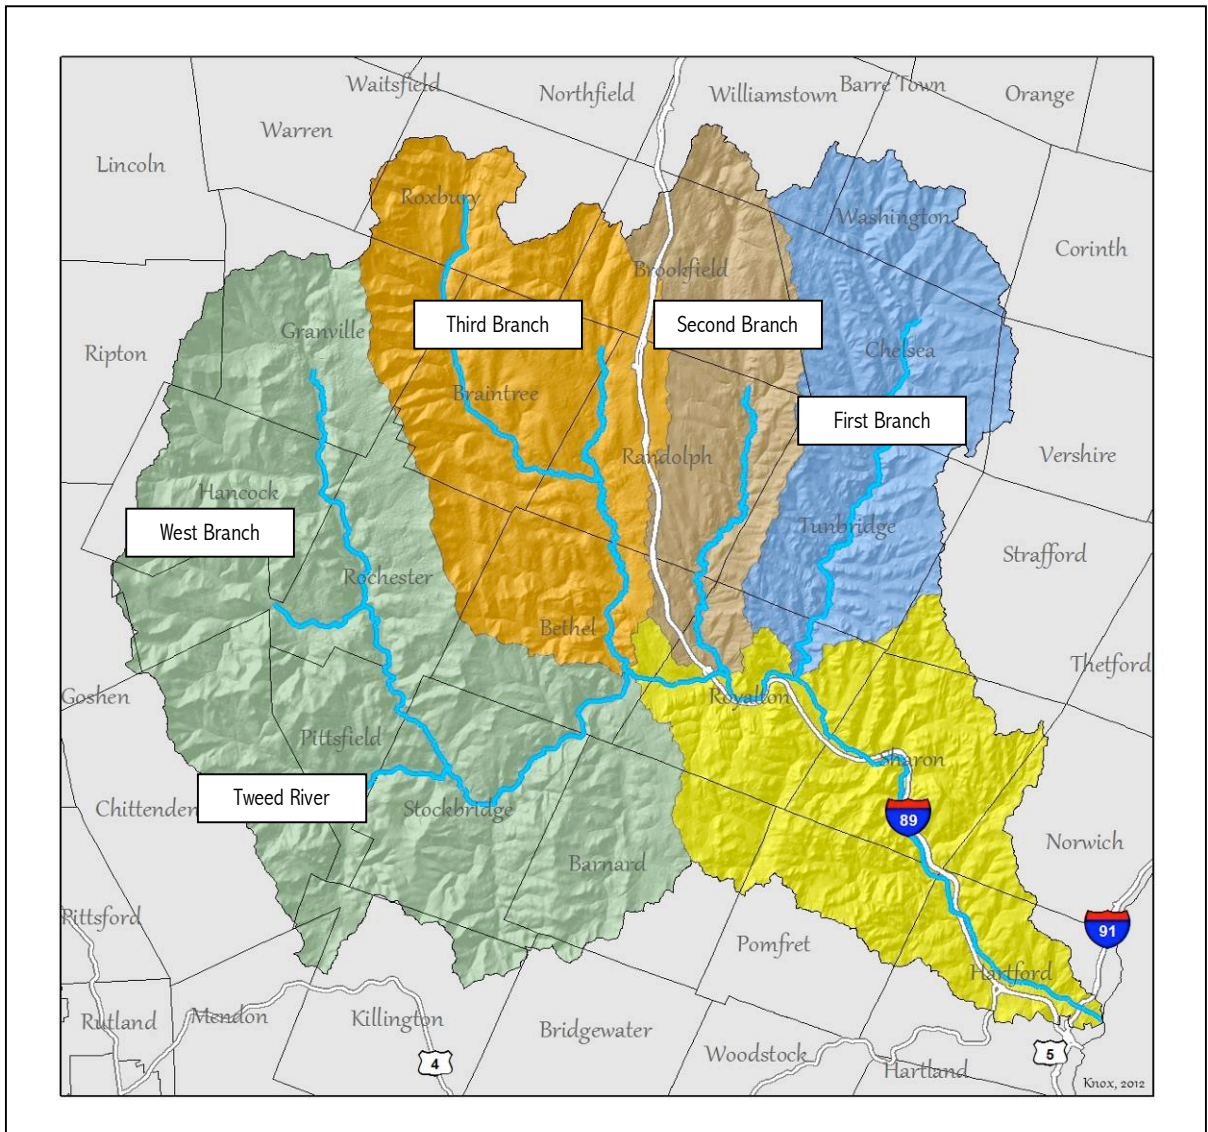 Waitsfield
Northfield
Williamstown
Barre Town
Orange
Warren
Lincoln
Roxbury
Washington
Corinth
Brookfield
Granville
Third Branch
Second Branch
Ripton
Chelsea
Braintree
First Branch
Randolph
Vershire
Hancock
West Branch
Tunbridge
Strafford
Rochester
Bethel
Thetford
Goshen
Royalton
Pittsfield
Sharon
Tweed River
Chittenden
Stockbridge
89
Norwich
Barnard
Pittsford
91
Pomfret
Hartford
Rutland
Mendon
Killington
Bridgewater
Woodstock
5
4
Hartland
Knox, 2012